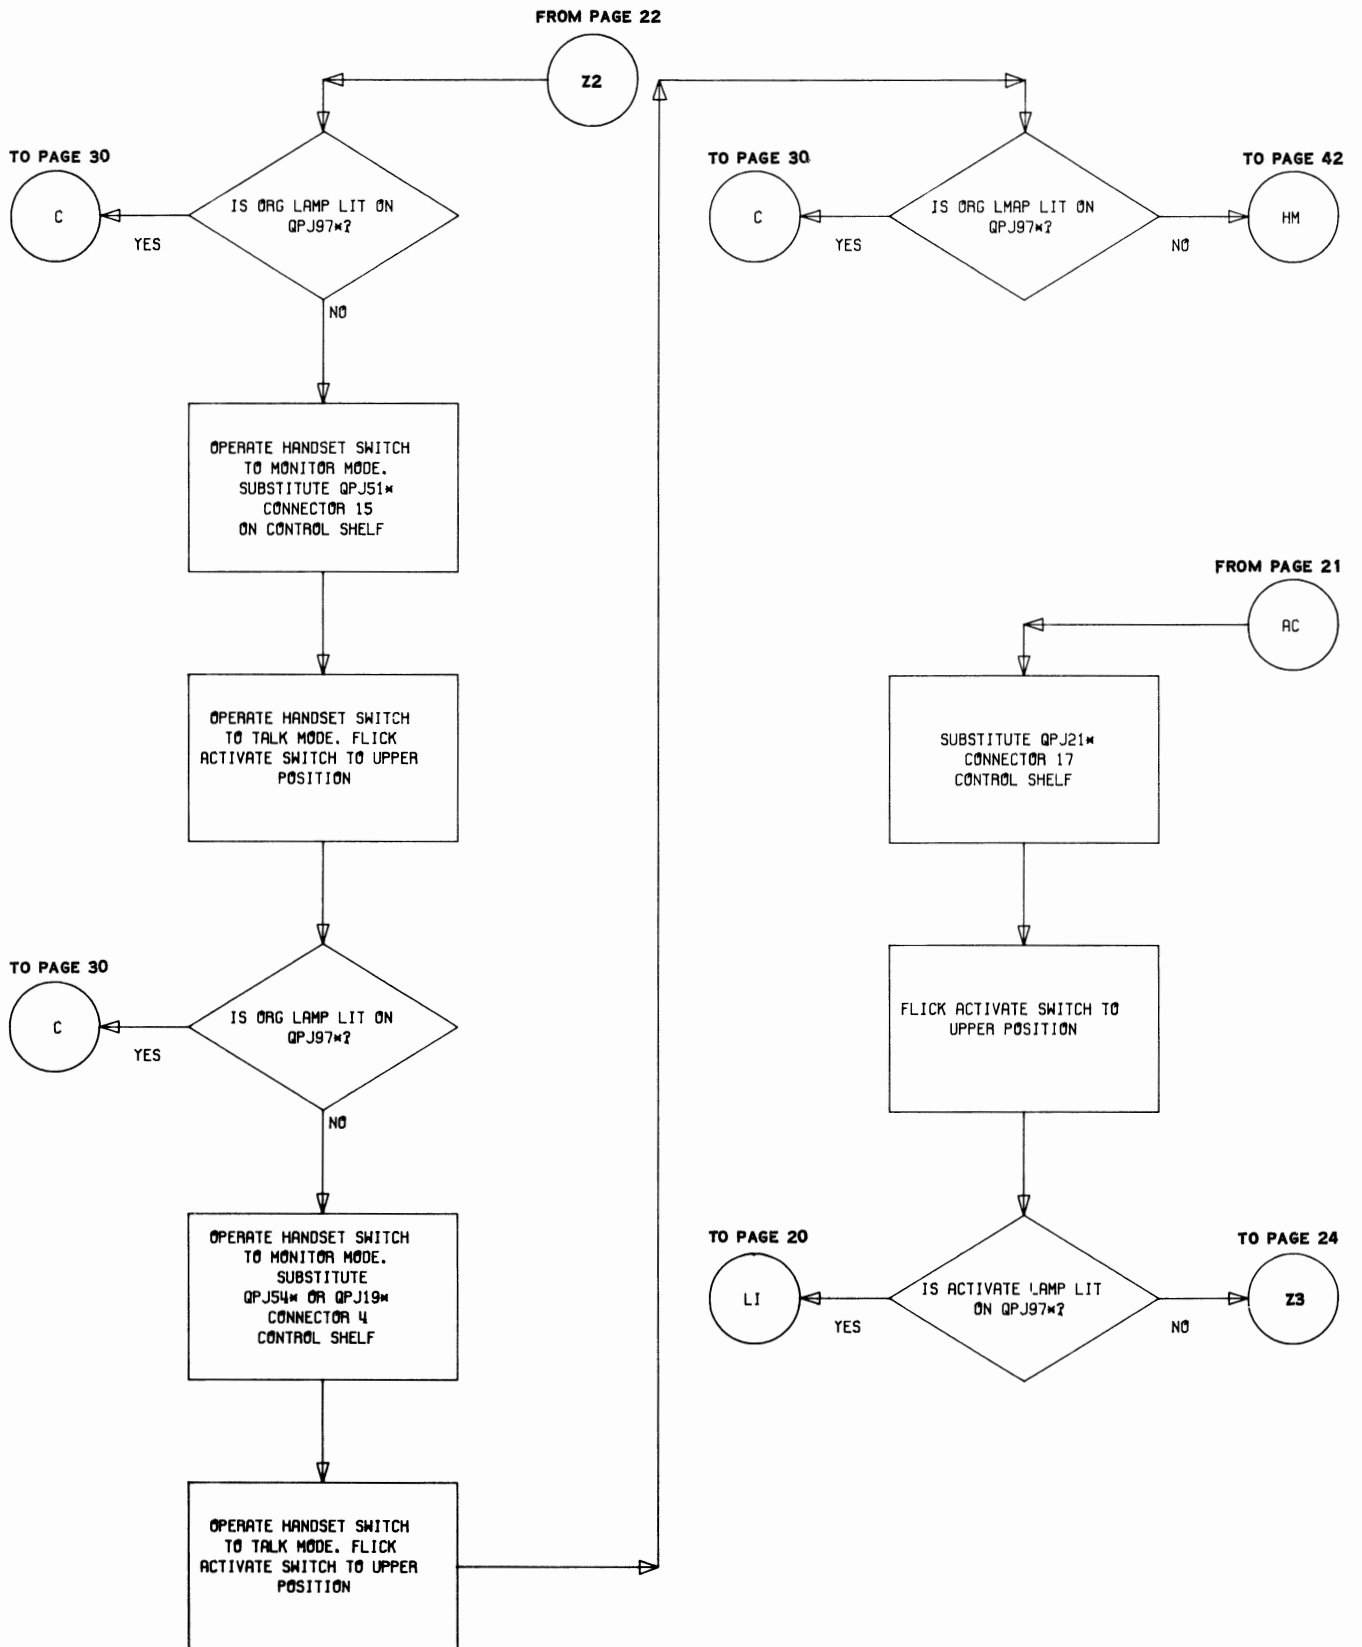 FROM PAGE 22
Z2
TO PAGE 30
C
YES
IS ORG LAMP LIT ON
QPJ97*?
NO
OPERATE HANDSET SWITCH
TO MONITOR MODE.
SUBSTITUTE QPJ51*
CONNECTOR 15
ON CONTROL SHELF
OPERATE HANDSET SWITCH
TO TALK MODE. FLICK
ACTIVATE SWITCH TO UPPER
POSITION
TO PAGE 30
C
YES
IS ORG LAMP LIT ON
QPJ97*?
NO
OPERATE HANDSET SWITCH
TO MONITOR MODE.
SUBSTITUTE
QPJ54* OR QPJ19*
CONNECTOR 4
CONTROL SHELF
OPERATE HANDSET SWITCH
TO TALK MODE. FLICK
ACTIVATE SWITCH TO UPPER
POSITION
TO PAGE 30
C
YES
IS ORG LMAP LIT ON
QPJ97*?
NO
TO PAGE 42
HM
FROM PAGE 21
AC
SUBSTITUTE QPJ21*
CONNECTOR 17
CONTROL SHELF
FLICK ACTIVATE SWITCH TO
UPPER POSITION
TO PAGE 20
LI
YES
IS ACTIVATE LAMP LIT
ON QPJ97*?
NO
TO PAGE 24
Z3